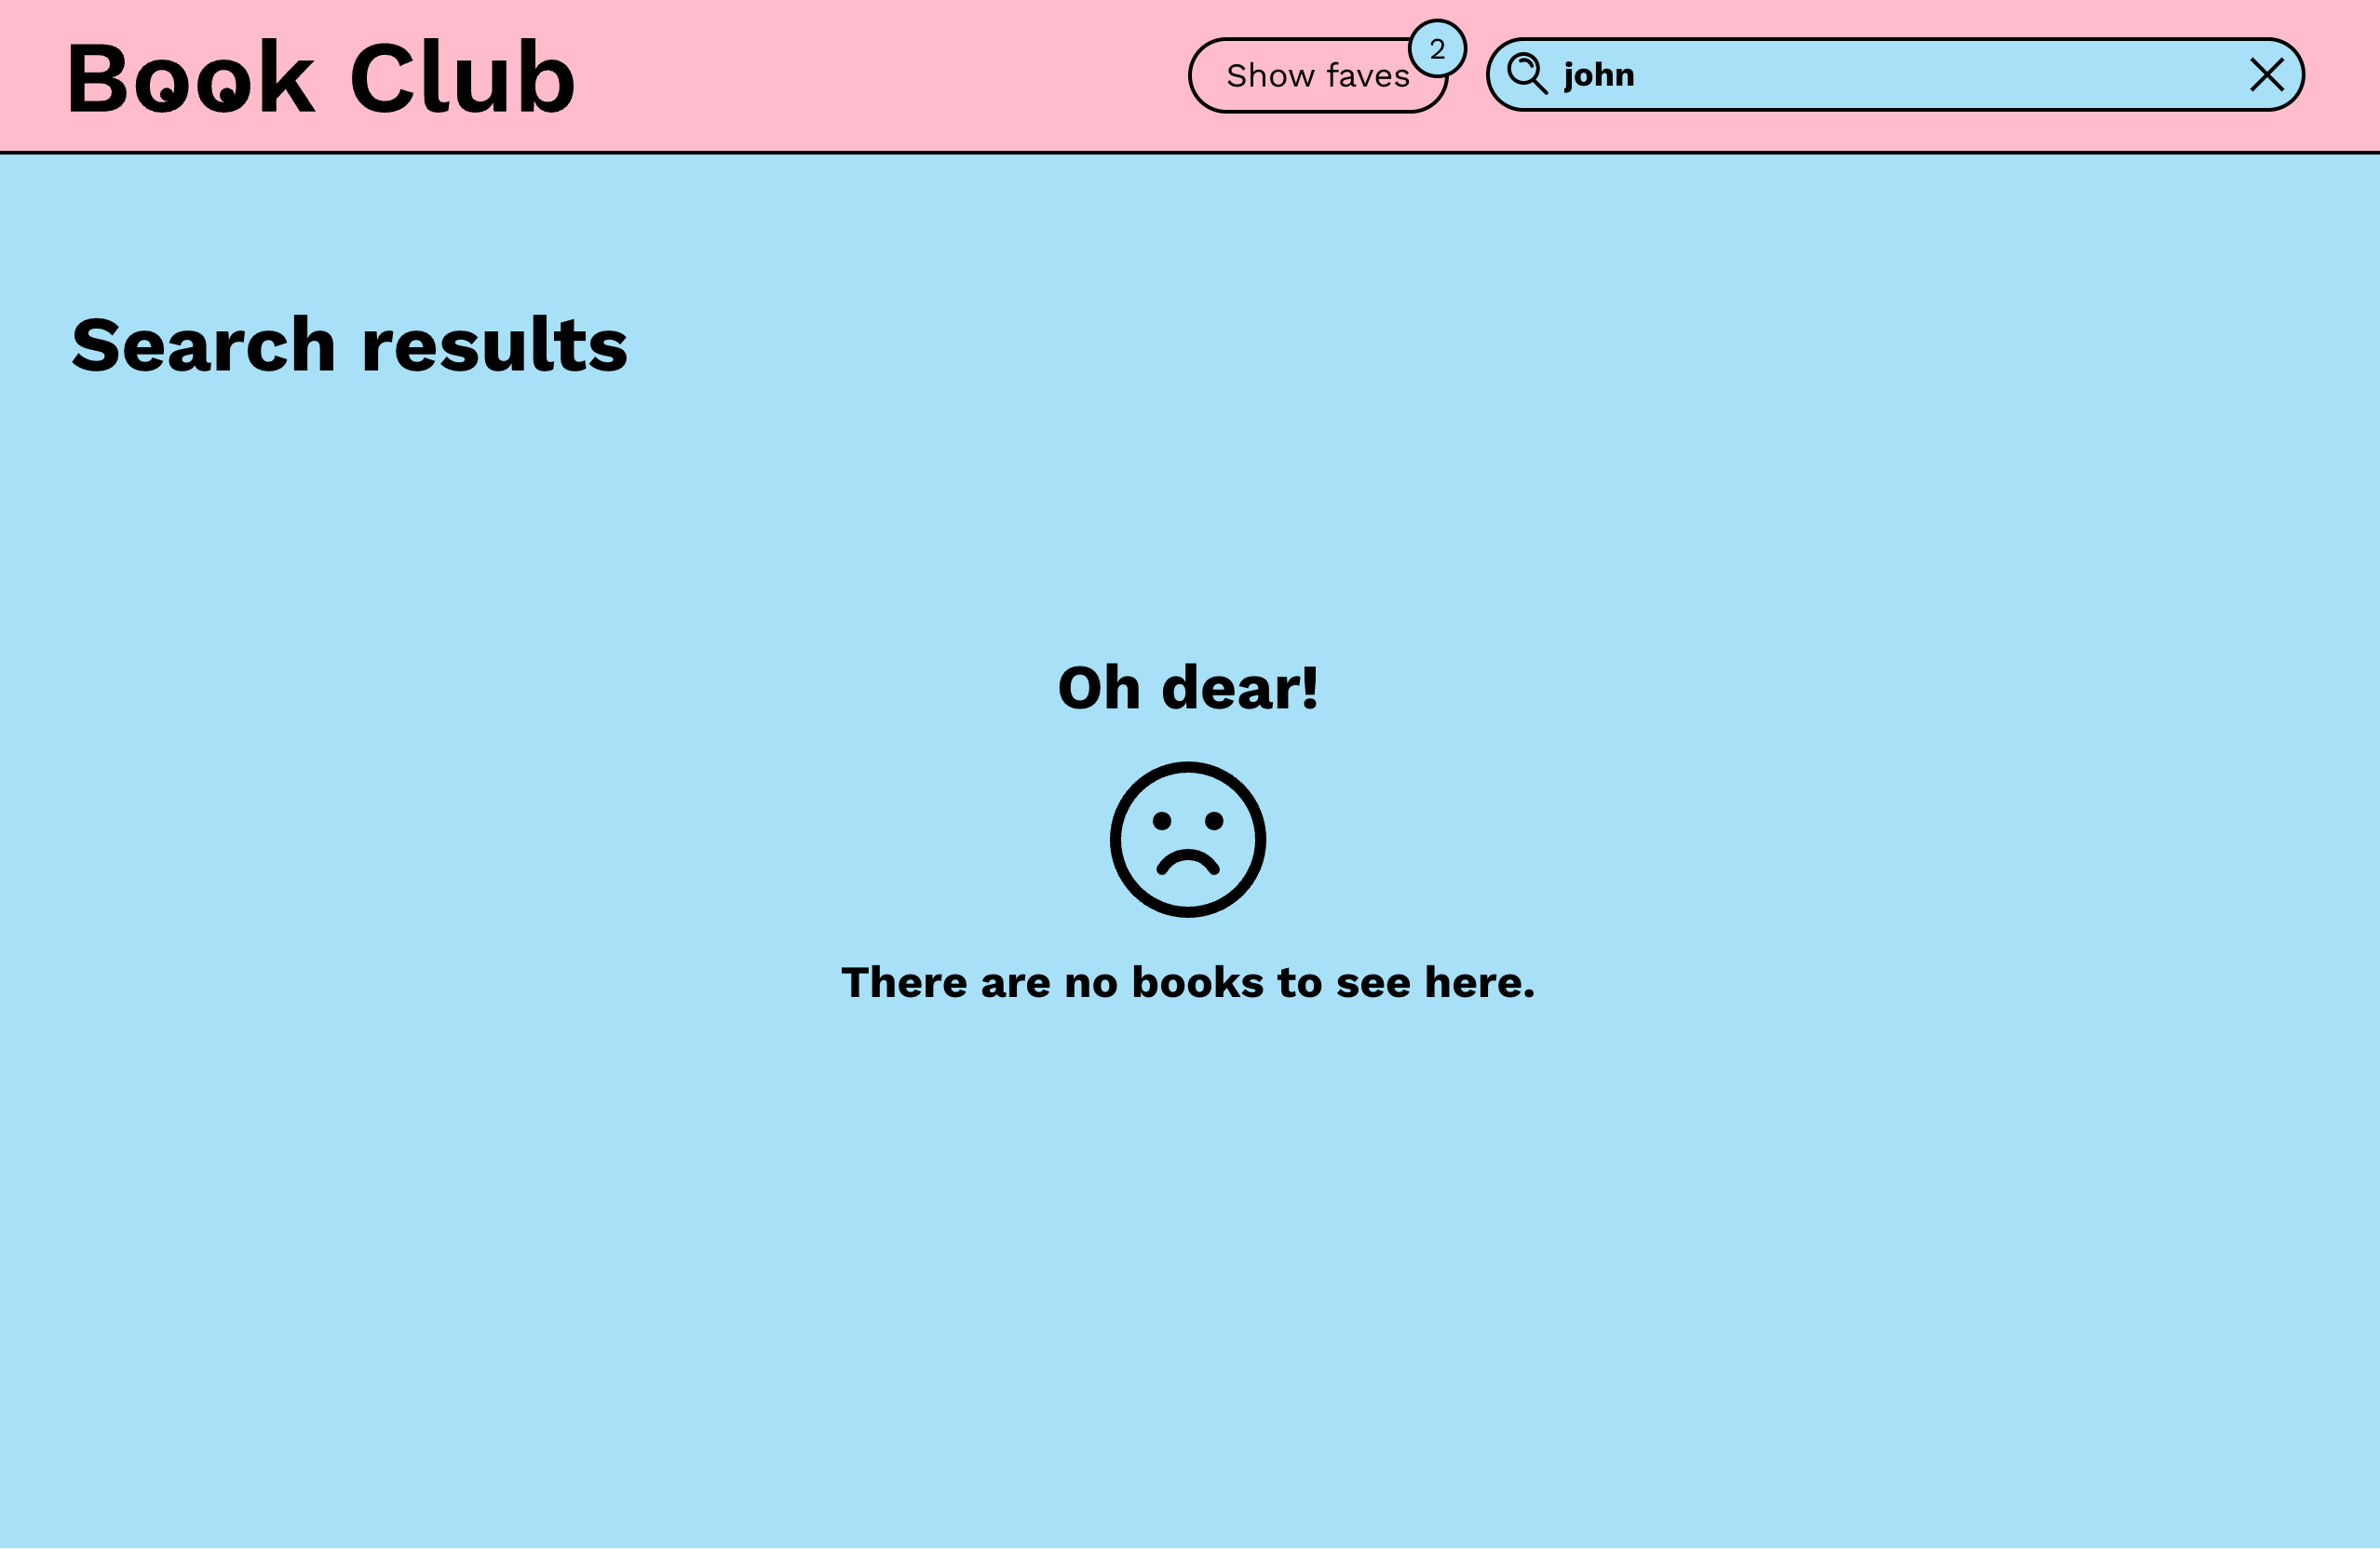 Book Club
Show faves
2
john
Search results
Oh dear!
There are no books to see here.